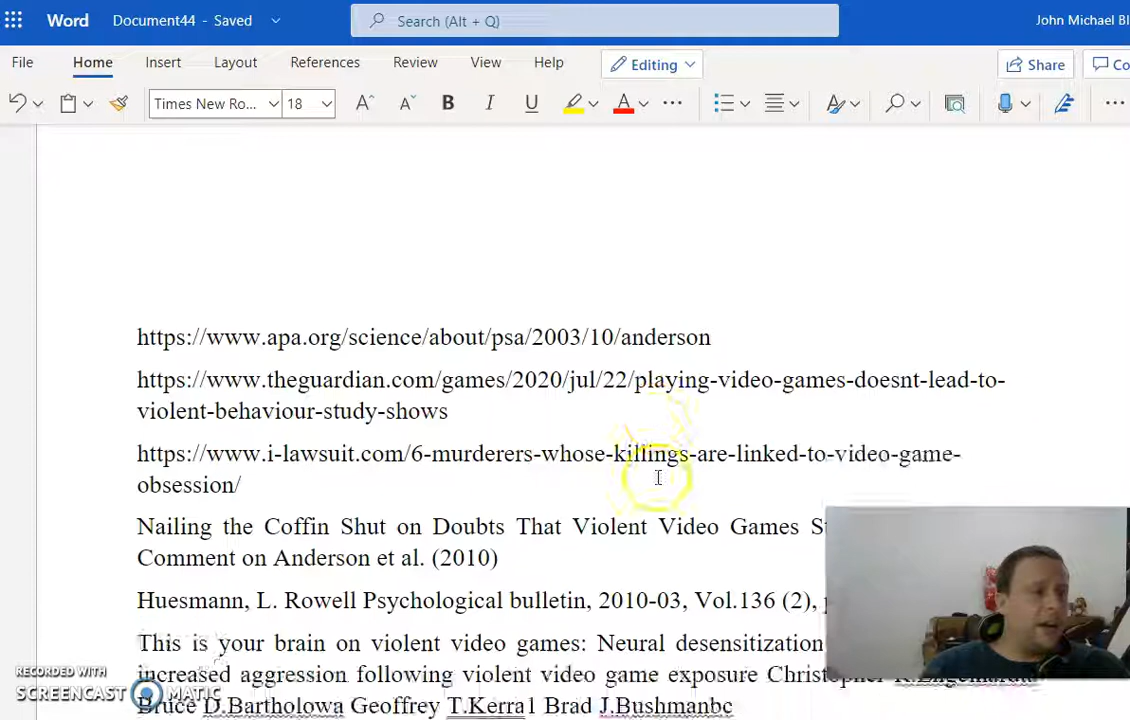 Word Document44 - Saved Search (Alt + Q) John Michael
File Home Insert Layout References Review View Help Editing Share
Times New Ro... 18 A A B I U A
https://www.apa.org/science/about/psa/2003/10/anderson
https://www.theguardian.com/games/2020/jul/22/playing-video-games-doesnt-lead-to-
violent-behaviour-study-shows
https://www.i-lawsuit.com/6-murderers-whose-killings-are-linked-to-video-game-
obsession/
Nailing the Coffin Shut on Doubts That Violent Video Games
Comment on Anderson et al. (2010)
Huesmann, L. Rowell Psychological bulletin, 2010-03, Vol.136 (2),
This is your brain on violent video games: Neural desensitization
increased aggression following violent video game exposure Christopher
Bruce D.Bartholowa Geoffrey T.Kerra1 Brad J.Bushmanbc
RECORDED WITH
SCREENCAST MATIC